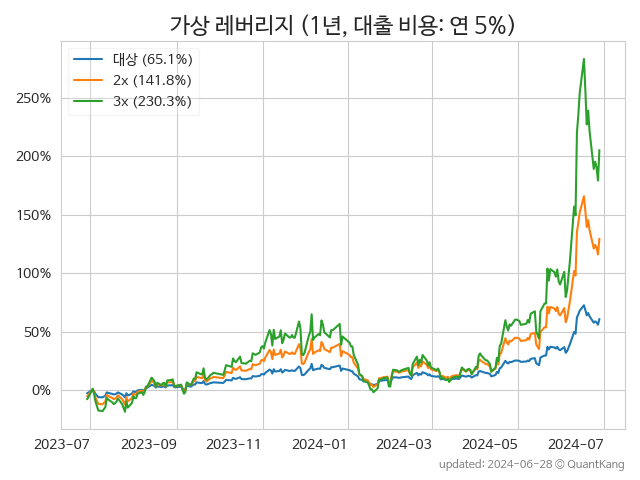 가상 레버리지 (1년, 대출 비용: 연 5%)
대상 (65.1%)
2x (141.8%)
3x (230.3%)
250%
200%
150%
100%
50%
0%
2023-07 2023-09 2023-11 2024-01 2024-03 2024-05 2024-07
updated: 2024-06-28 © QuantKang